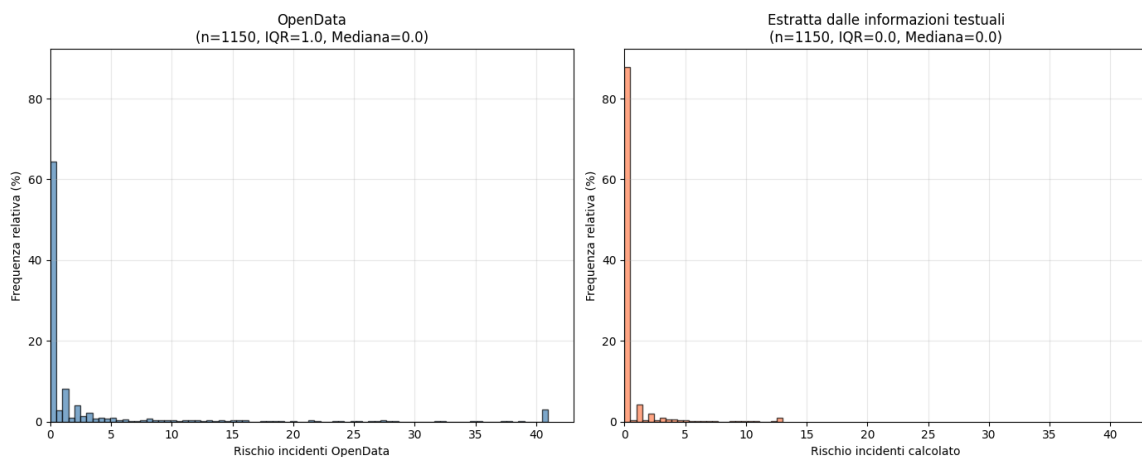 OpenData
(n=1150, IQR=1.0, Mediana=0.0)
Frequenza relativa (%)
80
60
40
20
0
0 5 10 15 20 25 30 35 40
Rischio incidenti OpenData
Estratta dalle informazioni testuali
(n=1150, IQR=0.0, Mediana=0.0)
Frequenza relativa (%)
80
60
40
20
0
0 5 10 15 20 25 30 35 40
Rischio incidenti calcolato